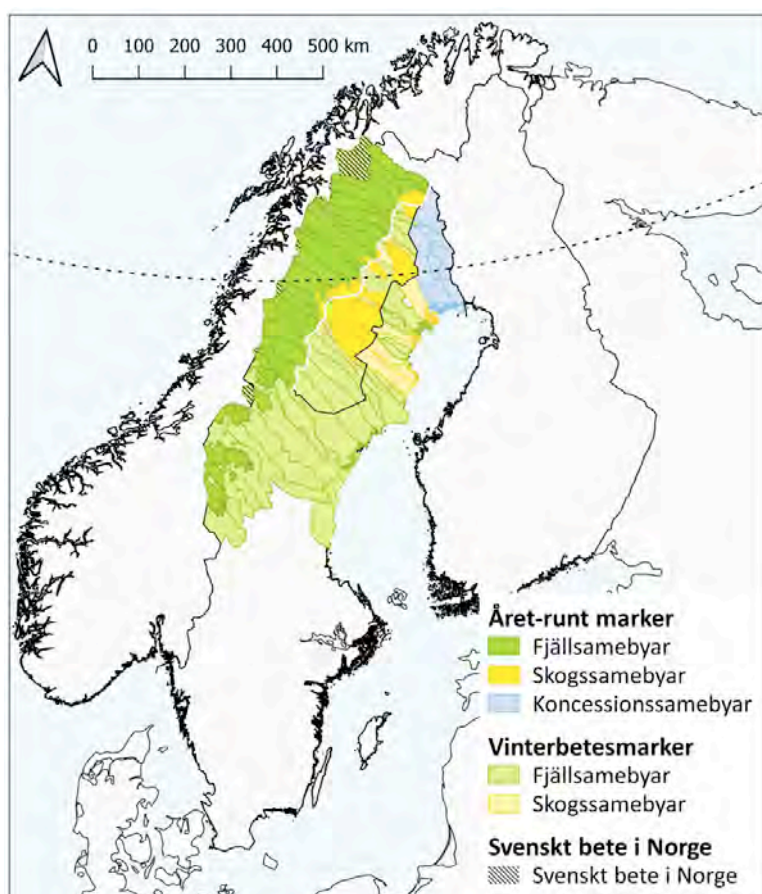 0 100 200 300 400 500 km
Året-runt marker
Fjällsamebyar
Skogssamebyar
Koncessionssamebyar
Vinterbetesmarker
Fjällsamebyar
Skogssamebyar
Svenskt bete i Norge
Svenskt bete i Norge